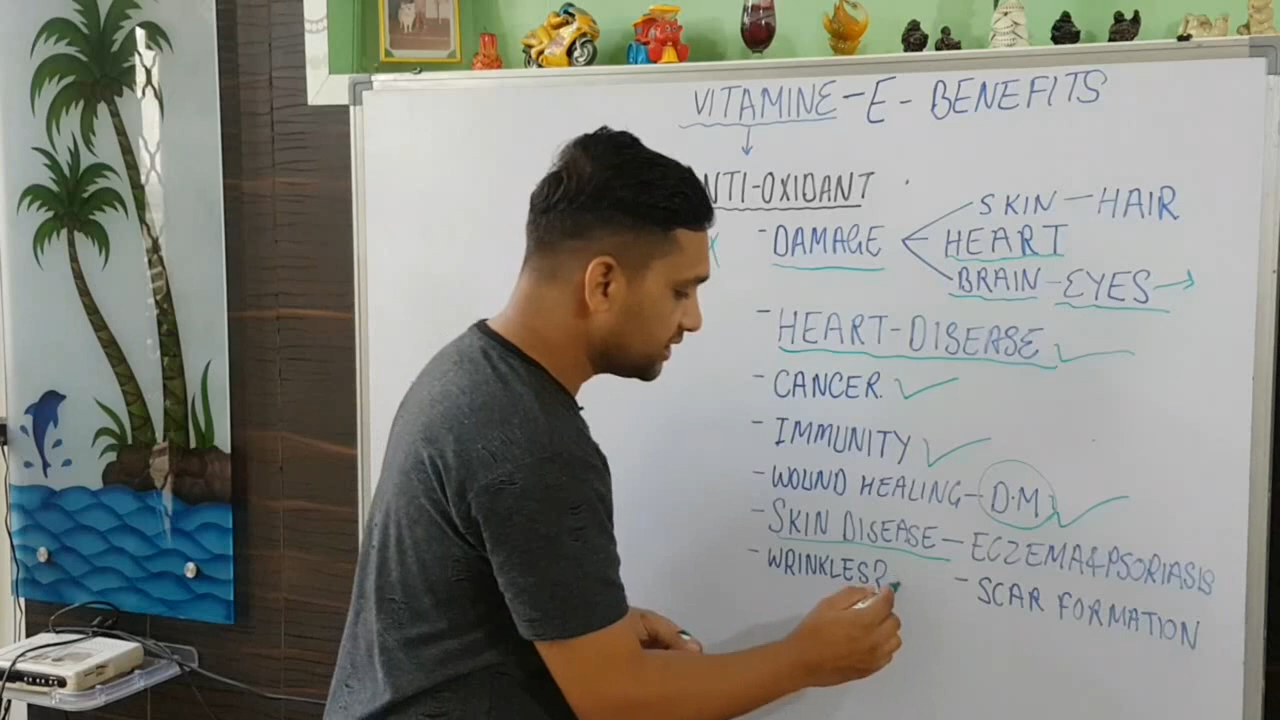 VITAMINE-E-BENEFITS
NTI-OXIDANT
SKIN-HAIR
-DAMAGE
HEART
BRAIN-EYES
-HEART-DISEASE
-CANCER.
-IMMUNITY
-WOUND HEALING-D.M.
-SKIN DISEASE-ECZEMA&PSORIASIS
-WRINKLES?
-SCAR FORMATION